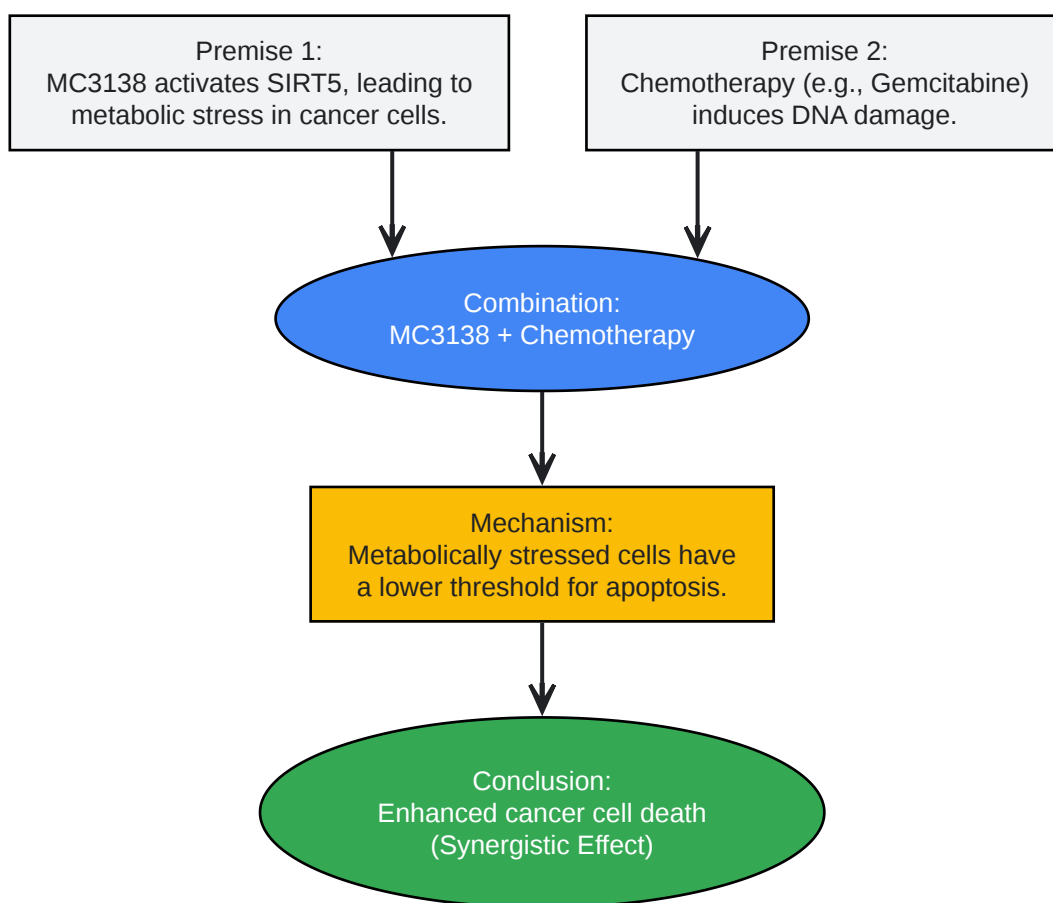 Premise 1:
MC3138 activates SIRT5, leading to
metabolic stress in cancer cells.
Premise 2:
Chemotherapy (e.g., Gemcitabine)
induces DNA damage.
Combination:
MC3138 + Chemotherapy
Mechanism:
Metabolically stressed cells have
a lower threshold for apoptosis.
Conclusion:
Enhanced cancer cell death
(Synergistic Effect)